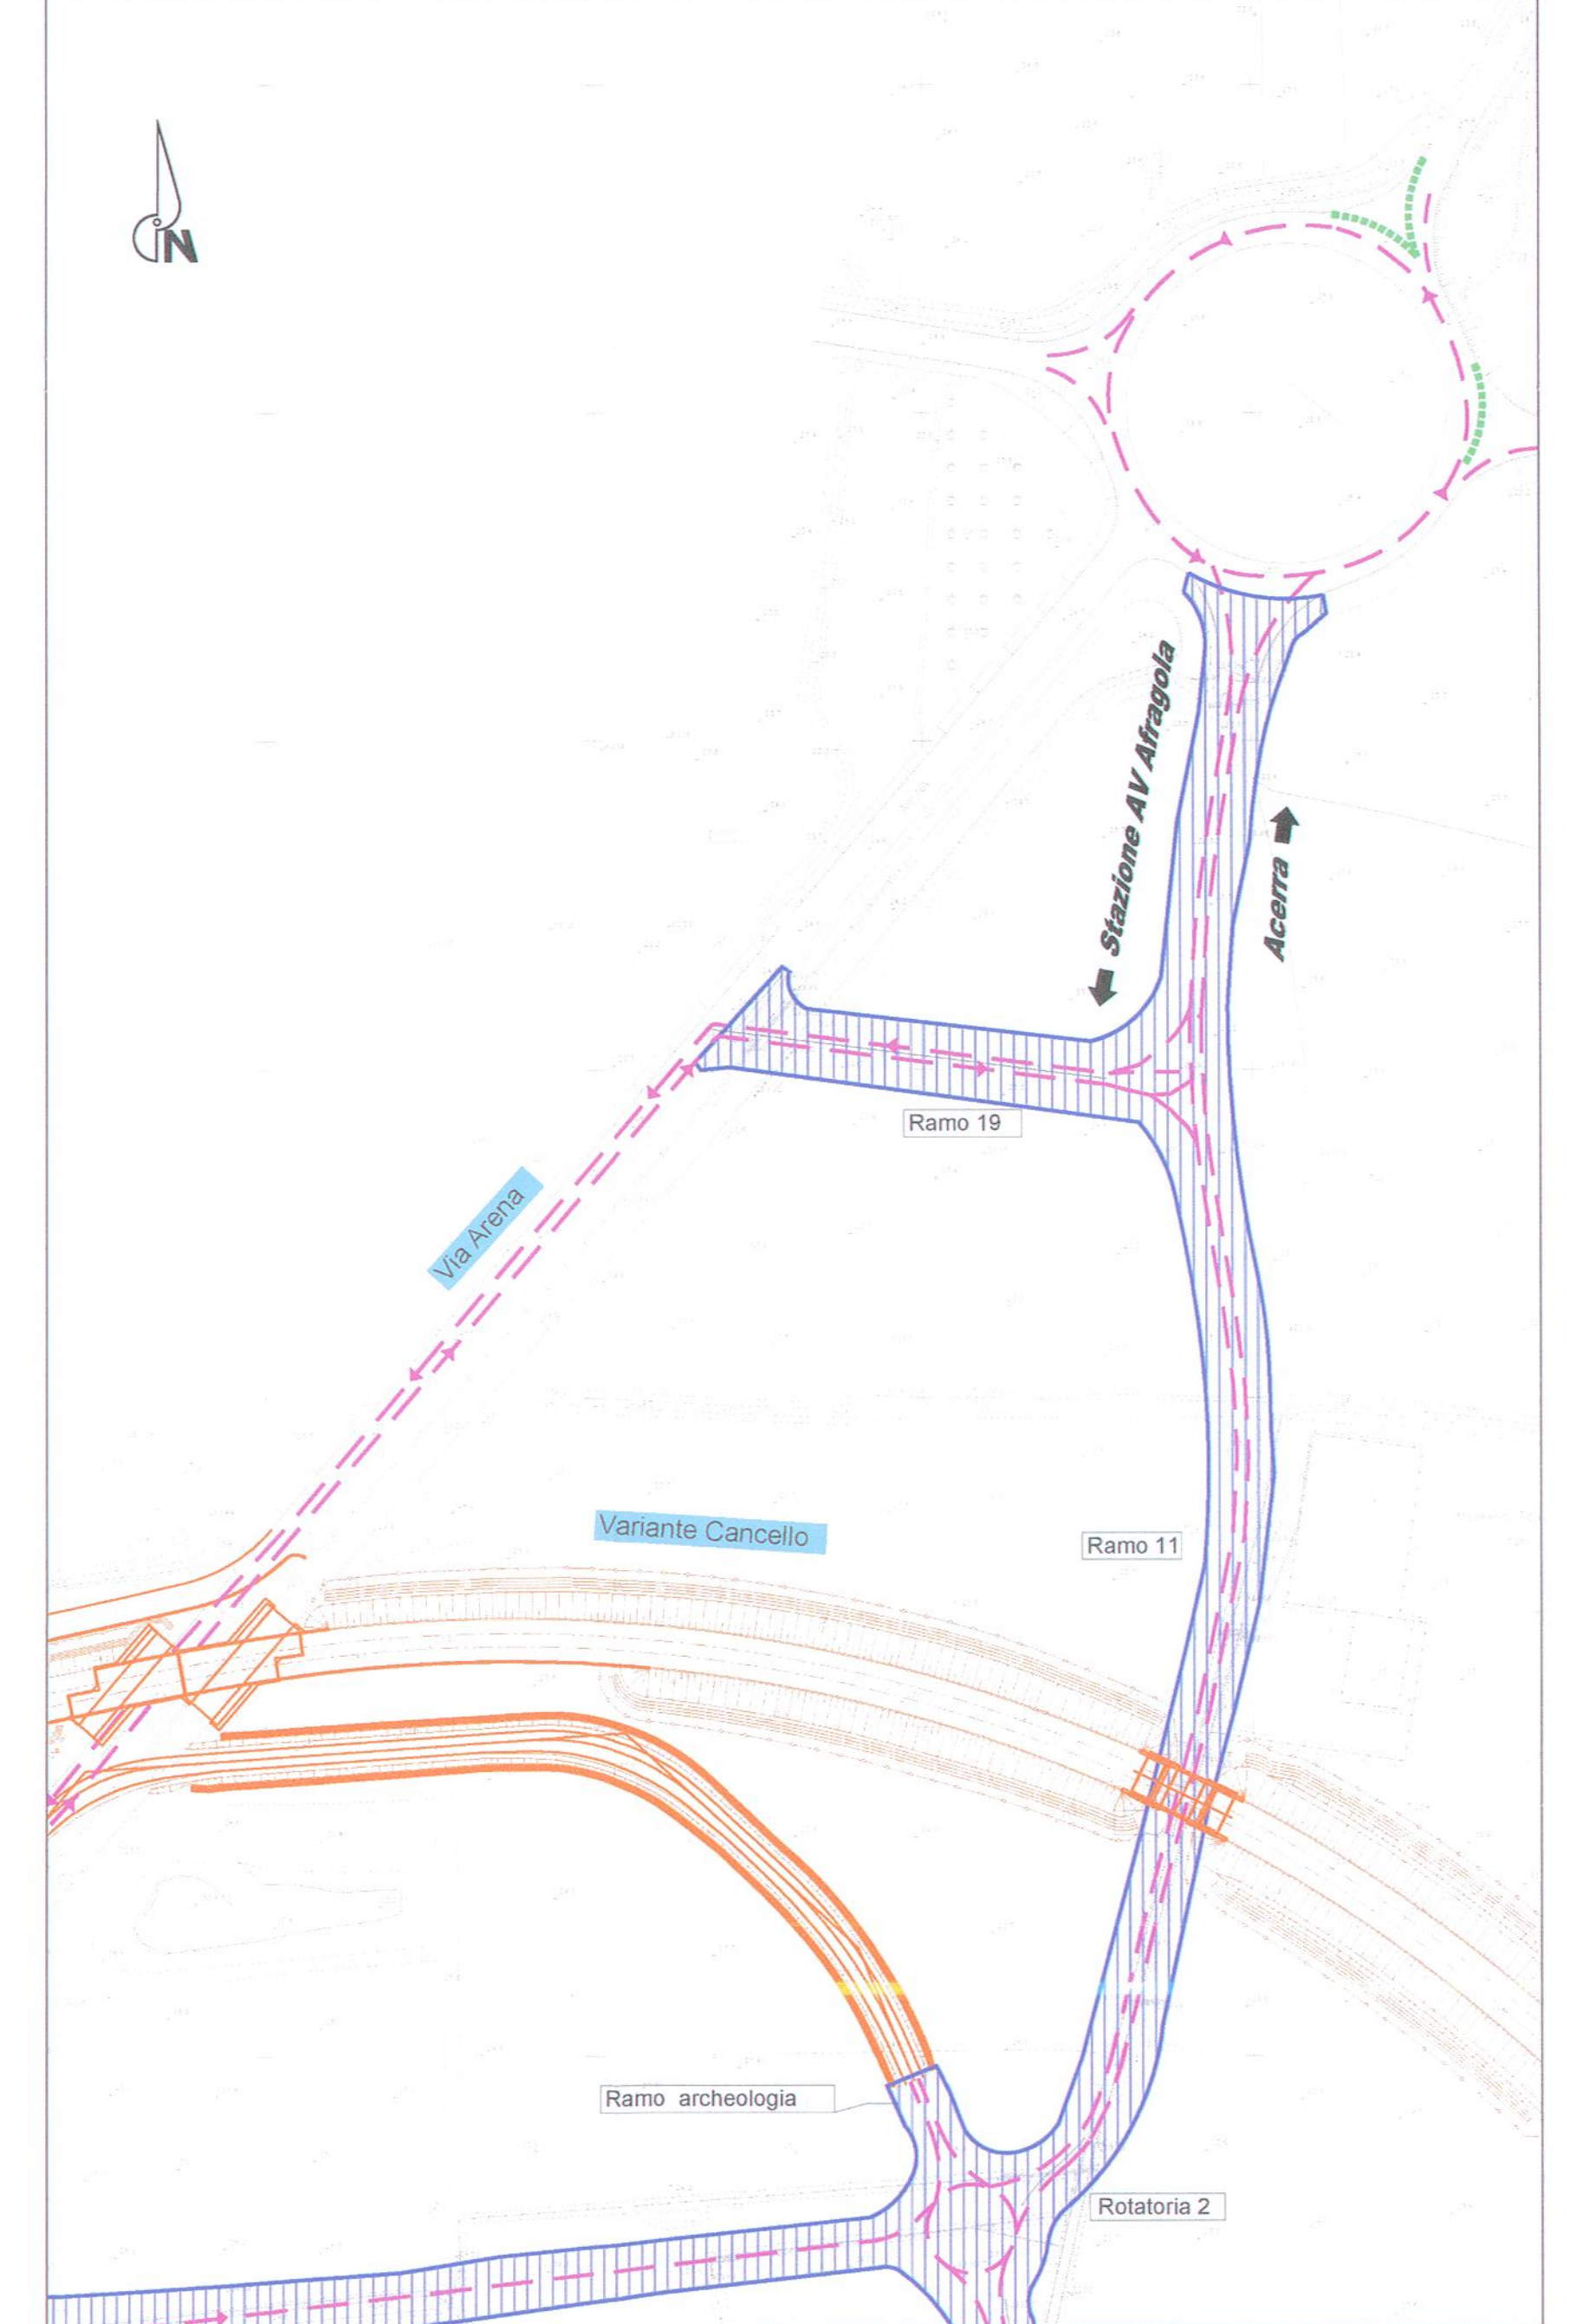 N
Stazione AV Afragola
Acerra
Ramo 19
Via Arena
Variante Cancello
Ramo 11
Ramo archeologia
Rotatoria 2